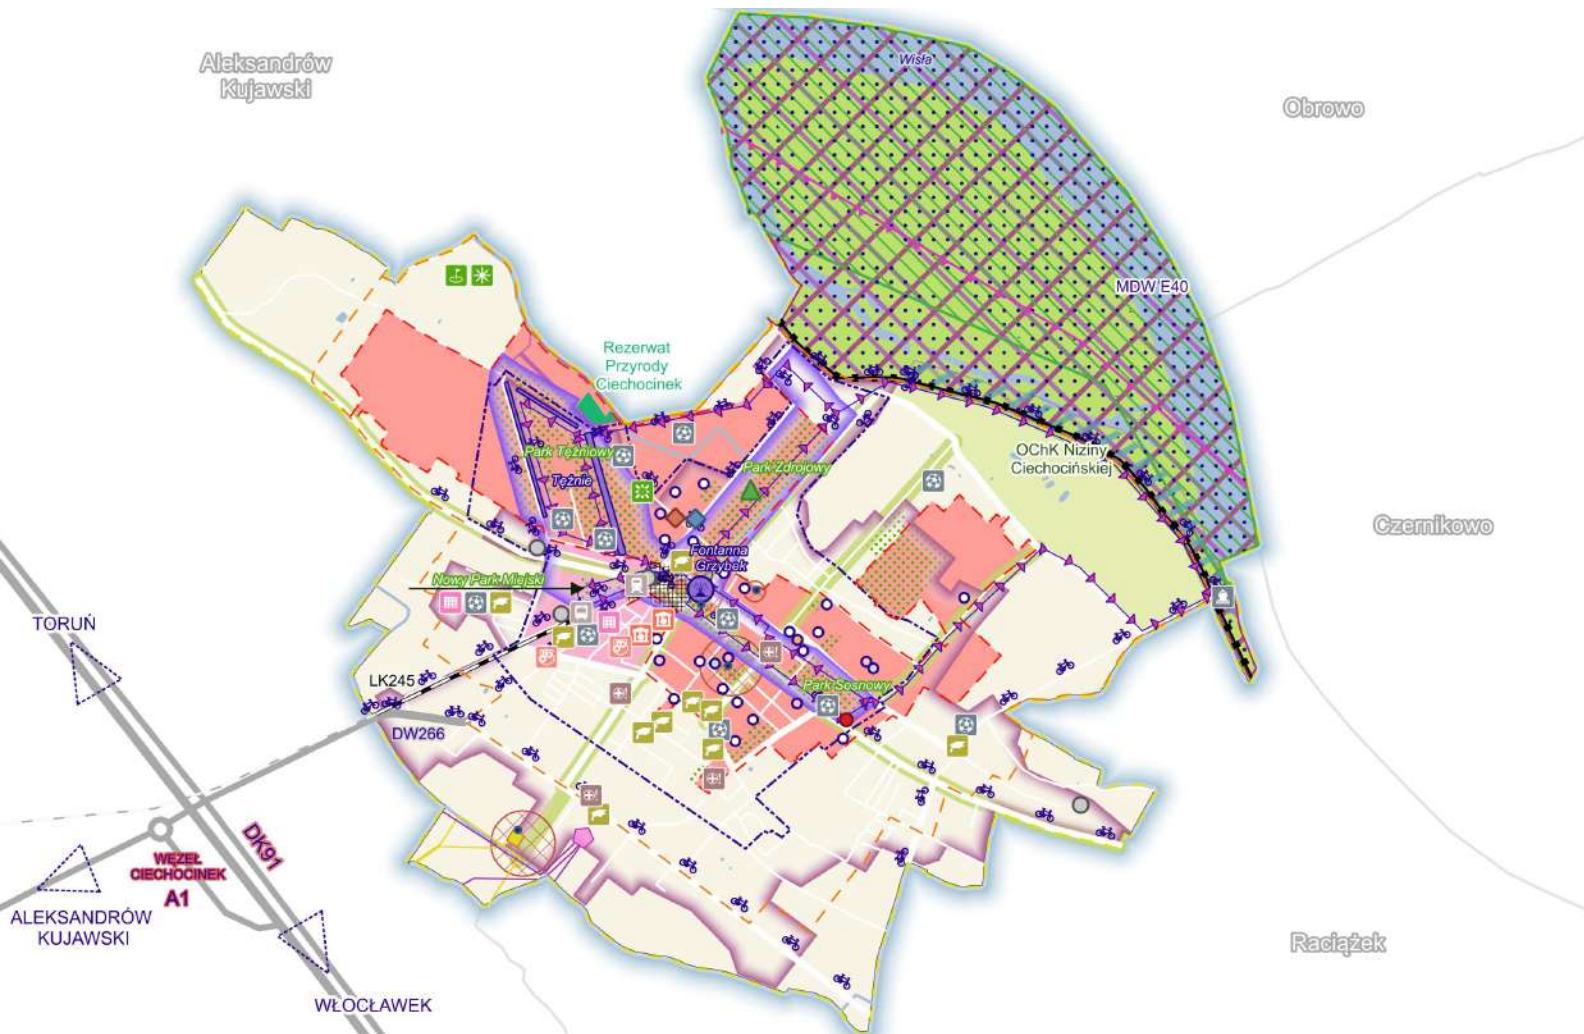 Aleksandrów
Kujawski
Wisła
Obrowo
MDW E40
Rezerwat
Przyrody
Ciechocinek
OChK Niziny
Ciechocińskiej
Park Tężniowy
Tężnie
Park Zdrojowy
Czernikowo
Fontanna
Grzybek
Nowy Park Miejski
TORUŃ
LK245
Park Sosnowy
DW266
DK91
WĘZEŁ
CIECHOCINEK
A1
ALEKSANDRÓW
KUJAWSKI
Raciążek
WŁOCŁAWEK